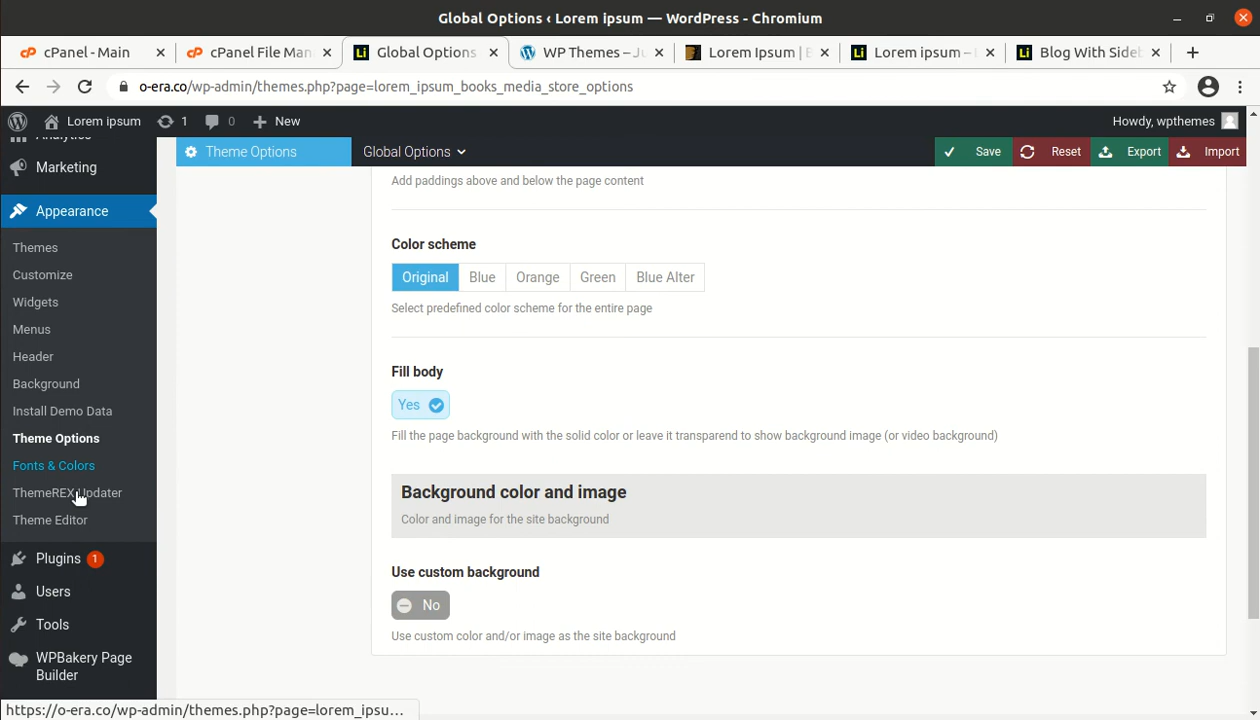 Global Options ‹ Lorem ipsum — WordPress - Chromium
cPanel - Main
cPanel File Man
Global Options
WP Themes – Ju
Lorem Ipsum | B
Lorem ipsum –
Blog With Sideb
o-era.co/wp-admin/themes.php?page=lorem_ipsum_books_media_store_options
Lorem ipsum
1
0
New
Howdy, wpthemes
Analytics
Marketing
Appearance
Themes
Customize
Widgets
Menus
Header
Background
Install Demo Data
Theme Options
Fonts & Colors
ThemeREX Updater
Theme Editor
Plugins 1
Users
Tools
WPBakery Page
Builder
Theme Options
Global Options
Save
Reset
Export
Import
Add paddings above and below the page content
Color scheme
Original Blue Orange Green Blue Alter
Select predefined color scheme for the entire page
Fill body
Yes
Fill the page background with the solid color or leave it transparend to show background image (or video background)
Background color and image
Color and image for the site background
Use custom background
No
Use custom color and/or image as the site background
https://o-era.co/wp-admin/themes.php?page=lorem_ipsu...